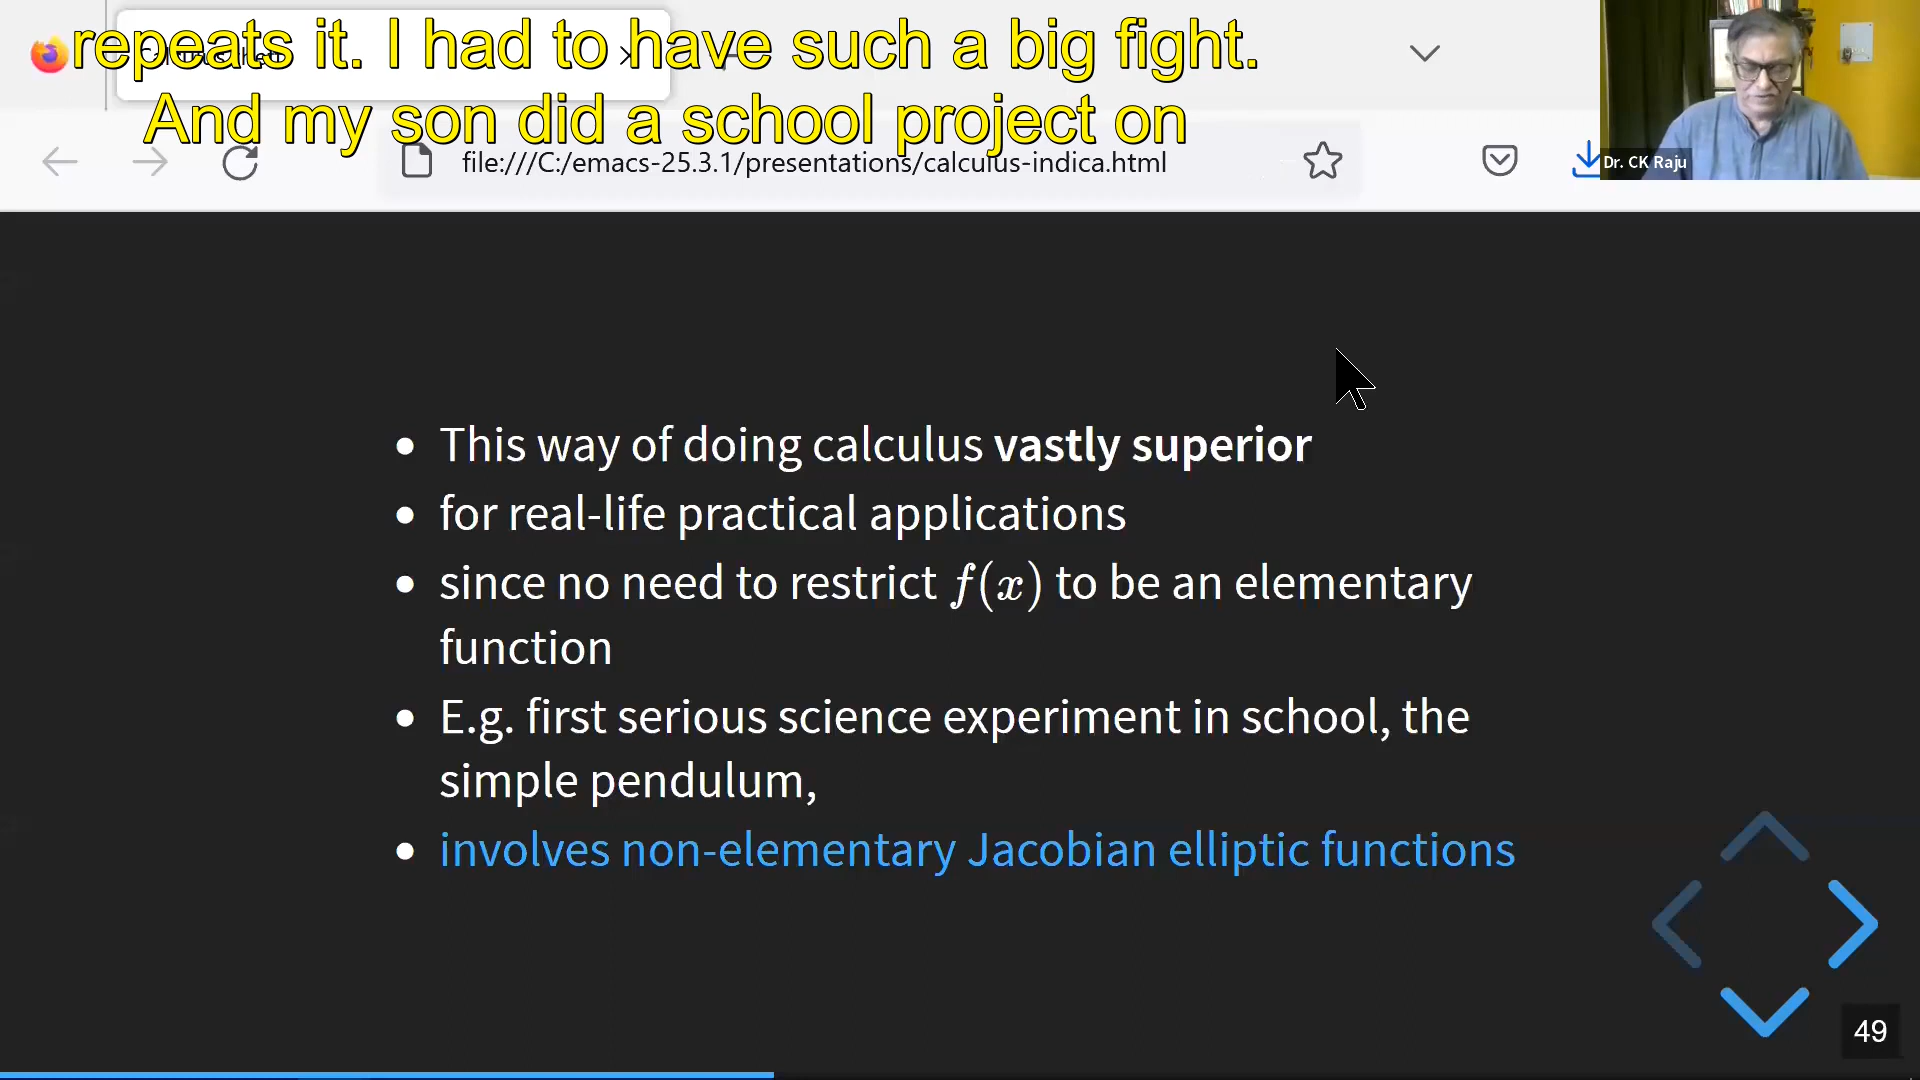 repeats it. I had to have such a big fight.
And my son did a school project on
file:///C:/emacs-25.3.1/presentations/calculus-indica.html
Dr. CK Raju
• This way of doing calculus vastly superior
• for real-life practical applications
• since no need to restrict f(x) to be an elementary
function
• E.g. first serious science experiment in school, the
simple pendulum,
• involves non-elementary Jacobian elliptic functions
49